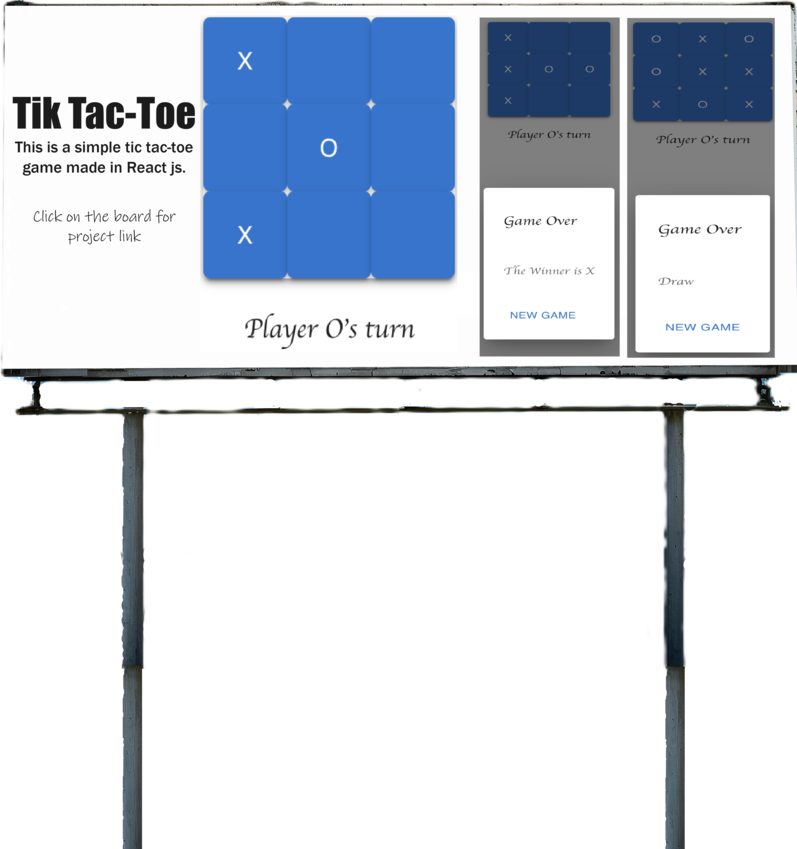 Tik Tac-Toe
This is a simple tic tac-toe
game made in React js.
Click on the board for
project link
X
O
X
Player O's turn
X
X O O
X
Player O's turn
Game Over
The Winner is X
NEW GAME
O X O
O X X
X O X
Player O's turn
Game Over
Draw
NEW GAME